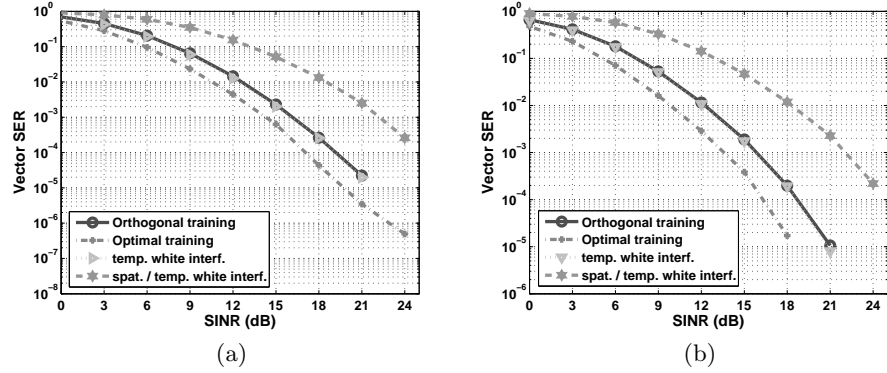 10^0
10^−1
10^−2
10^−3
10^−4
10^−5
10^−6
10^−7
10^−8
Vector SER
0 3 6 9 12 15 18 21 24
SINR (dB)
Orthogonal training
Optimal training
temp. white interf.
spat. / temp. white interf.
(a)
10^0
10^−1
10^−2
10^−3
10^−4
10^−5
10^−6
Vector SER
0 3 6 9 12 15 18 21 24
SINR (dB)
Orthogonal training
Optimal training
temp. white interf.
spat. / temp. white interf.
(b)